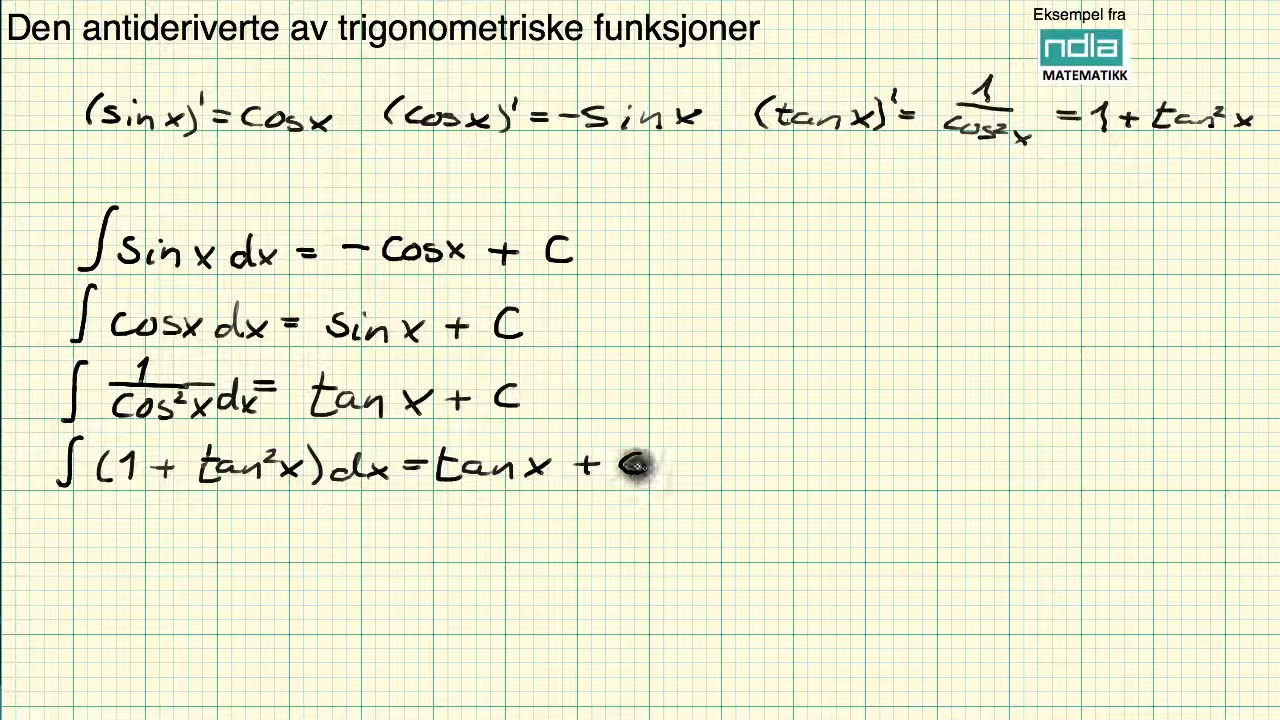 Den antideriverte av trigonometriske funksjoner
Eksempel fra
ndla
MATEMATIKK
(sin x)' = cos x (cos x)' = -sin x (tan x)' = 1/cos²x = 1 + tan²x
∫ sin x dx = -cos x + C
∫ cos x dx = sin x + C
∫ 1/cos²x dx = tan x + C
∫ (1 + tan²x) dx = tan x + C